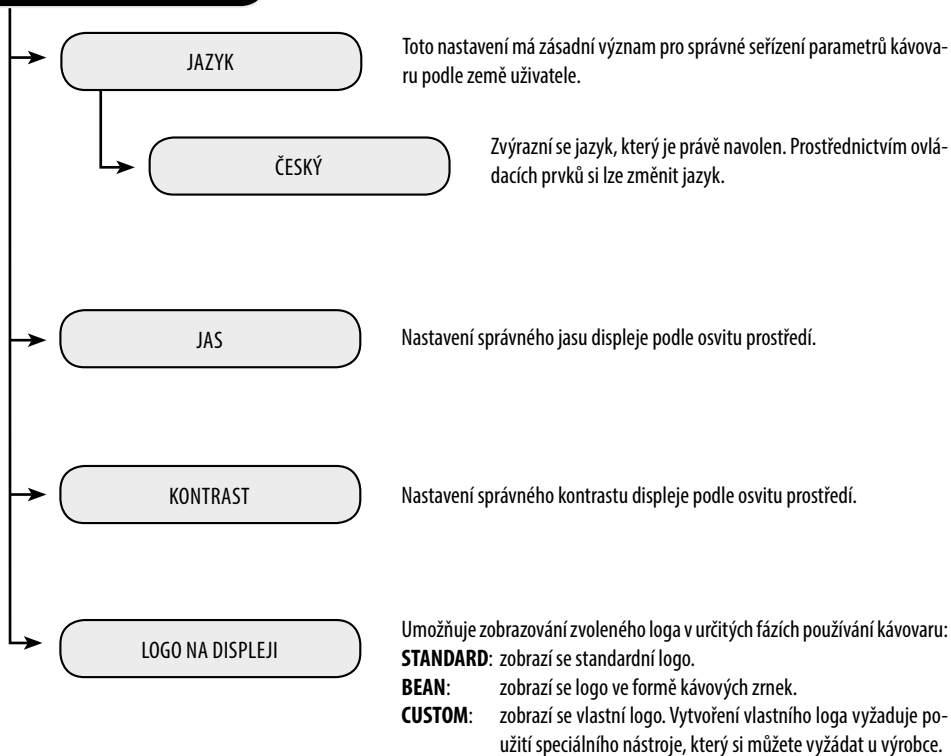 JAZYK
Toto nastavení má zásadní význam pro správné seřízení parametrů kávova-
ru podle země uživatele.
ČESKÝ
Zvýrazní se jazyk, který je právě navolen. Prostřednictvím ovlá-
dacích prvků si lze změnit jazyk.
JAS
Nastavení správného jasu displeje podle osvitu prostředí.
KONTRAST
Nastavení správného kontrastu displeje podle osvitu prostředí.
LOGO NA DISPLEJI
Umožňuje zobrazování zvoleného loga v určitých fázích používání kávovaru:
STANDARD: zobrazí se standardní logo.
BEAN: zobrazí se logo ve formě kávových zrnek.
CUSTOM: zobrazí se vlastní logo. Vytvoření vlastního loga vyžaduje po-
užití speciálního nástroje, který si můžete vyžádat u výrobce.